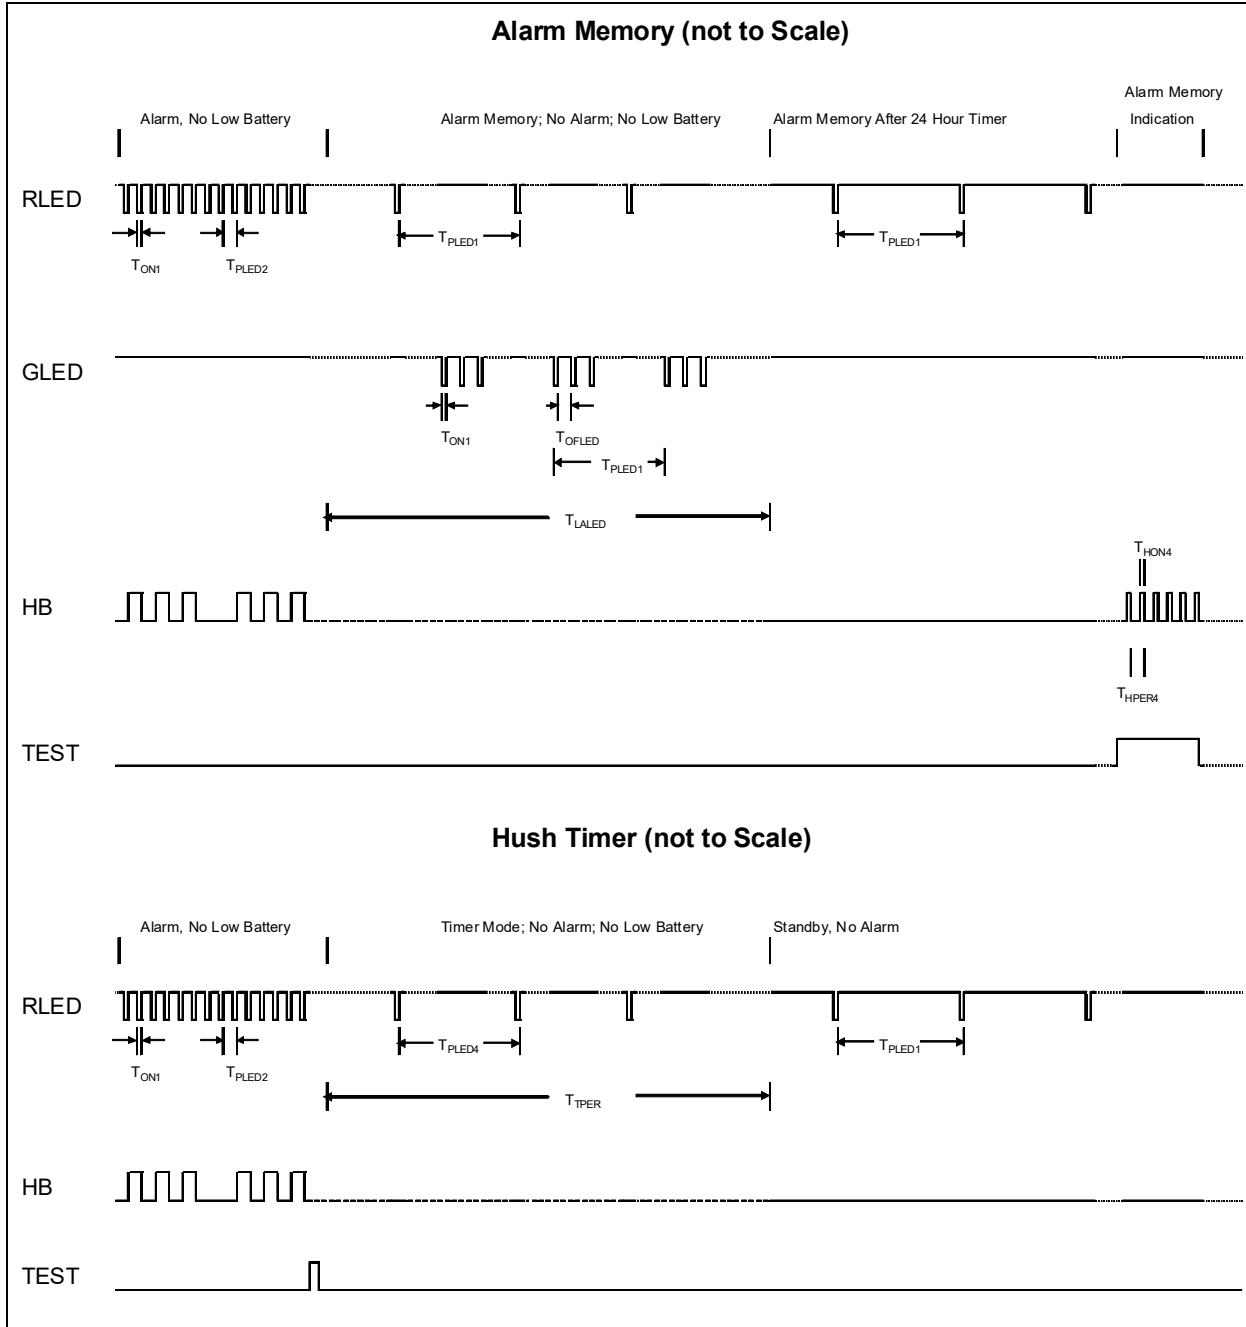 Alarm Memory (not to Scale)
Alarm Memory
Alarm, No Low Battery
Alarm Memory; No Alarm; No Low Battery
Alarm Memory After 24 Hour Timer
Indication
RLED
TPLED1
TPLED1
TON1
TPLED2
GLED
TON1
TOFLED
TPLED1
TLALED
THON4
HB
THPER4
TEST
Hush Timer (not to Scale)
Alarm, No Low Battery
Timer Mode; No Alarm; No Low Battery
Standby, No Alarm
RLED
TPLED4
TPLED1
TON1
TPLED2
TTPER
HB
TEST